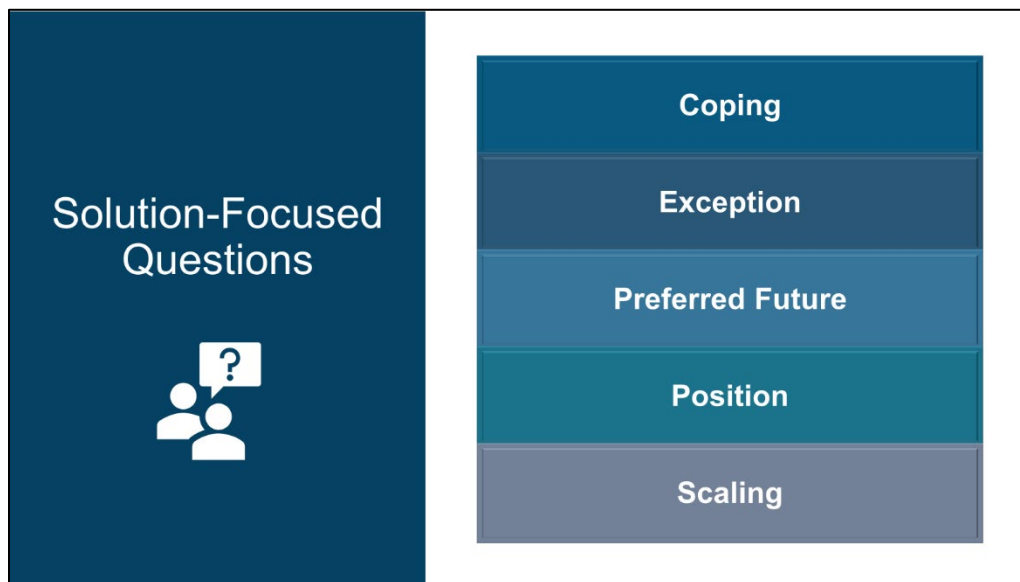 Solution-Focused
Questions
?
Coping
Exception
Preferred Future
Position
Scaling